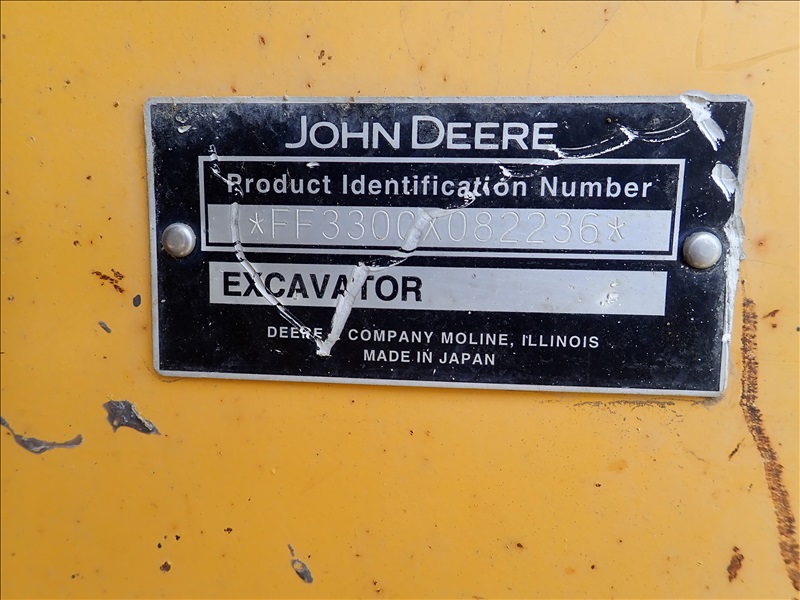 JOHN DEERE
Product Identification Number
*FF3300X082236*
EXCAVATOR
DEERE & COMPANY MOLINE, ILLINOIS
MADE IN JAPAN